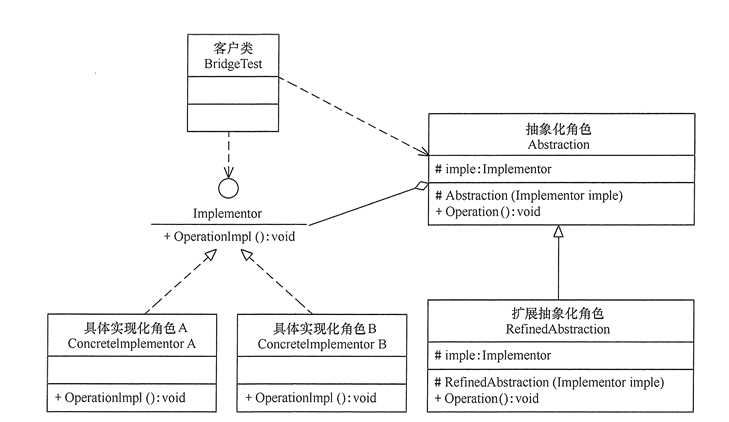 客户类
BridgeTest
抽象化角色
Abstraction
# imple:Implementor
# Abstraction (Implementor imple)
+ Operation():void
Implementor
+ OperationImpl ():void
具体实现化角色A
ConcreteImplementor A
+ OperationImpl ():void
具体实现化角色B
ConcreteImplementor B
+ OperationImpl ():void
扩展抽象化角色
RefinedAbstraction
# imple:Implementor
# RefinedAbstraction (Implementor imple)
+ Operation():void